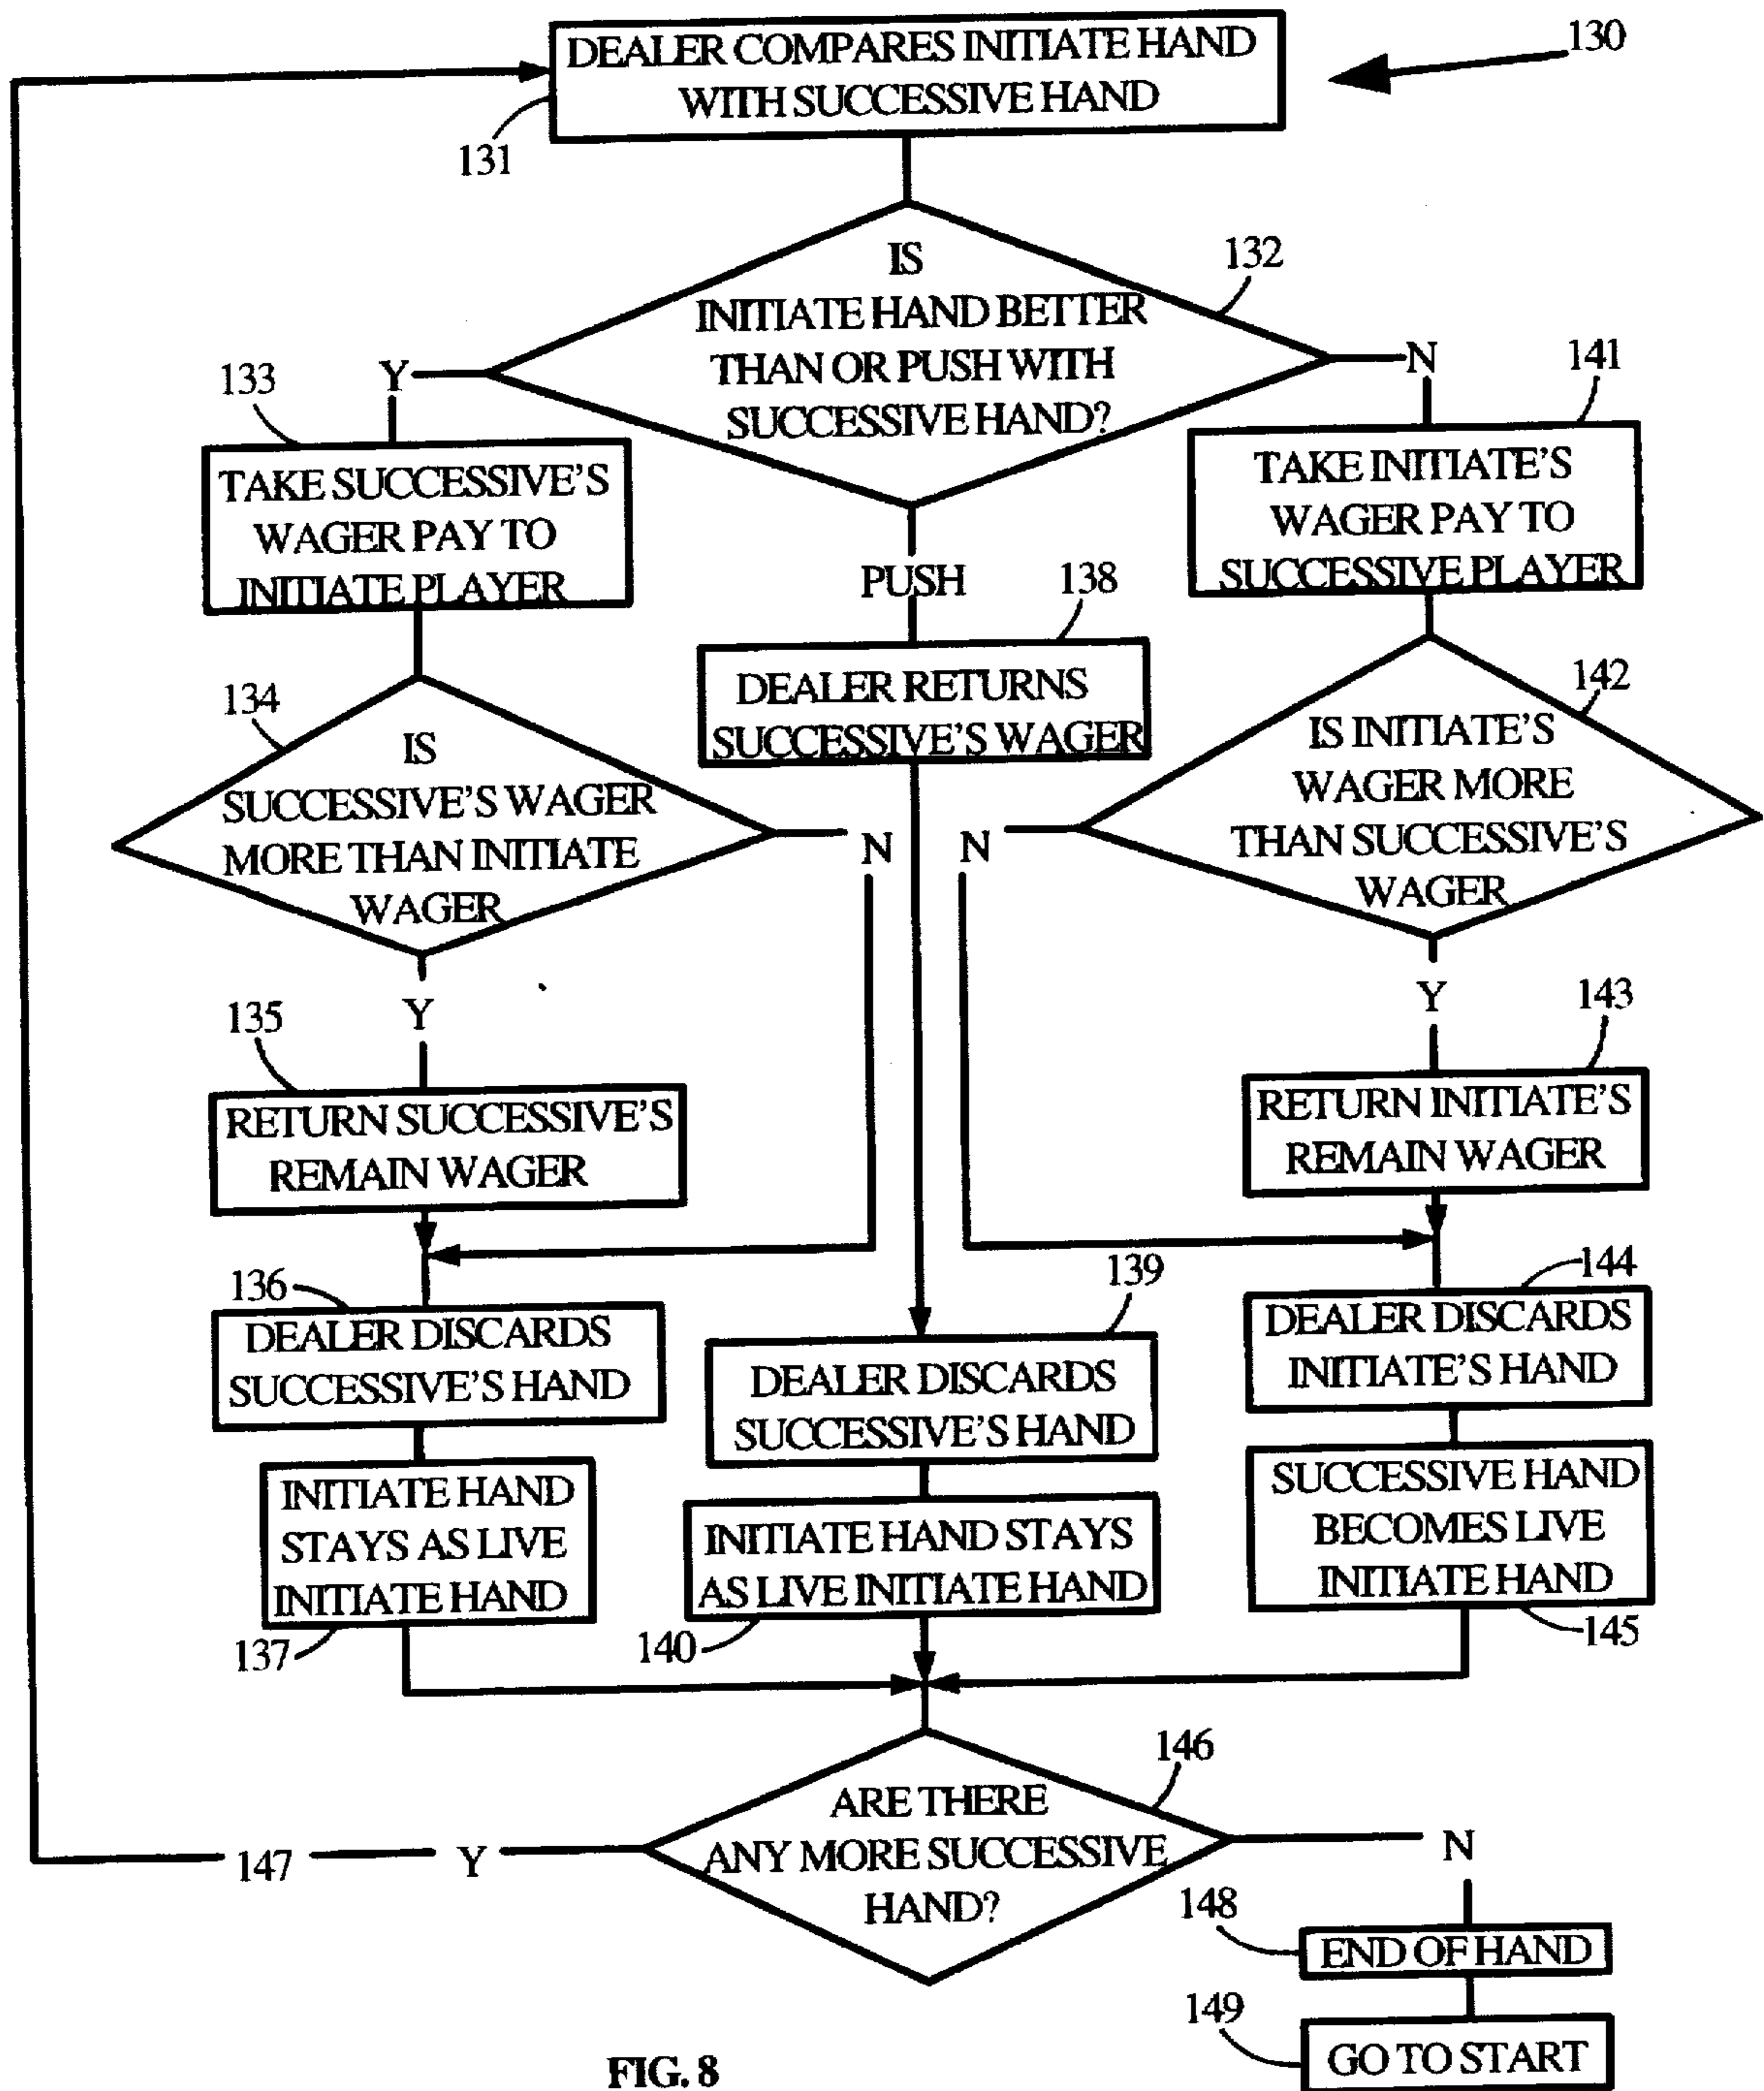 DEALER COMPARES INITIATE HAND
WITH SUCCESSIVE HAND
130
131
IS
INITIATE HAND BETTER
THAN OR PUSH WITH
SUCCESSIVE HAND?
132
Y
N
PUSH
133
TAKE SUCCESSIVE'S
WAGER PAY TO
INITIATE PLAYER
141
TAKE INITIATE'S
WAGER PAY TO
SUCCESSIVE PLAYER
138
DEALER RETURNS
SUCCESSIVE'S WAGER
134
IS
SUCCESSIVE'S WAGER
MORE THAN INITIATE
WAGER
N
Y
142
IS INITIATE'S
WAGER MORE
THAN SUCCESSIVE'S
WAGER
N
Y
135
RETURN SUCCESSIVE'S
REMAIN WAGER
143
RETURN INITIATE'S
REMAIN WAGER
136
DEALER DISCARDS
SUCCESSIVE'S HAND
139
DEALER DISCARDS
SUCCESSIVE'S HAND
144
DEALER DISCARDS
INITIATE'S HAND
INITIATE HAND
STAYS AS LIVE
INITIATE HAND
137
INITIATE HAND STAYS
AS LIVE INITIATE HAND
140
SUCCESSIVE HAND
BECOMES LIVE
INITIATE HAND
145
146
ARE THERE
ANY MORE SUCCESSIVE
HAND?
147
Y
N
148
END OF HAND
149
GO TO START
FIG. 8